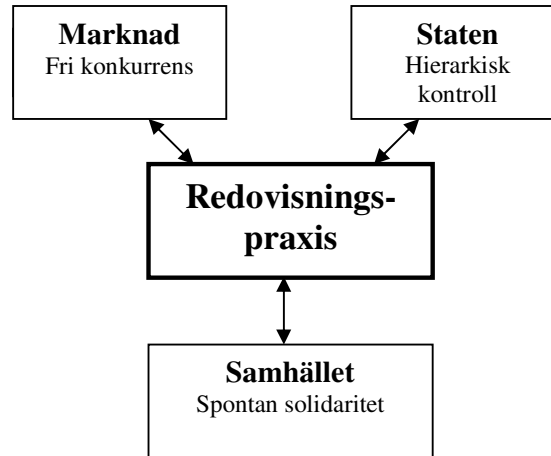 Marknad
Fri konkurrens
Staten
Hierarkisk
kontroll
Redovisnings-
praxis
Samhället
Spontan solidaritet